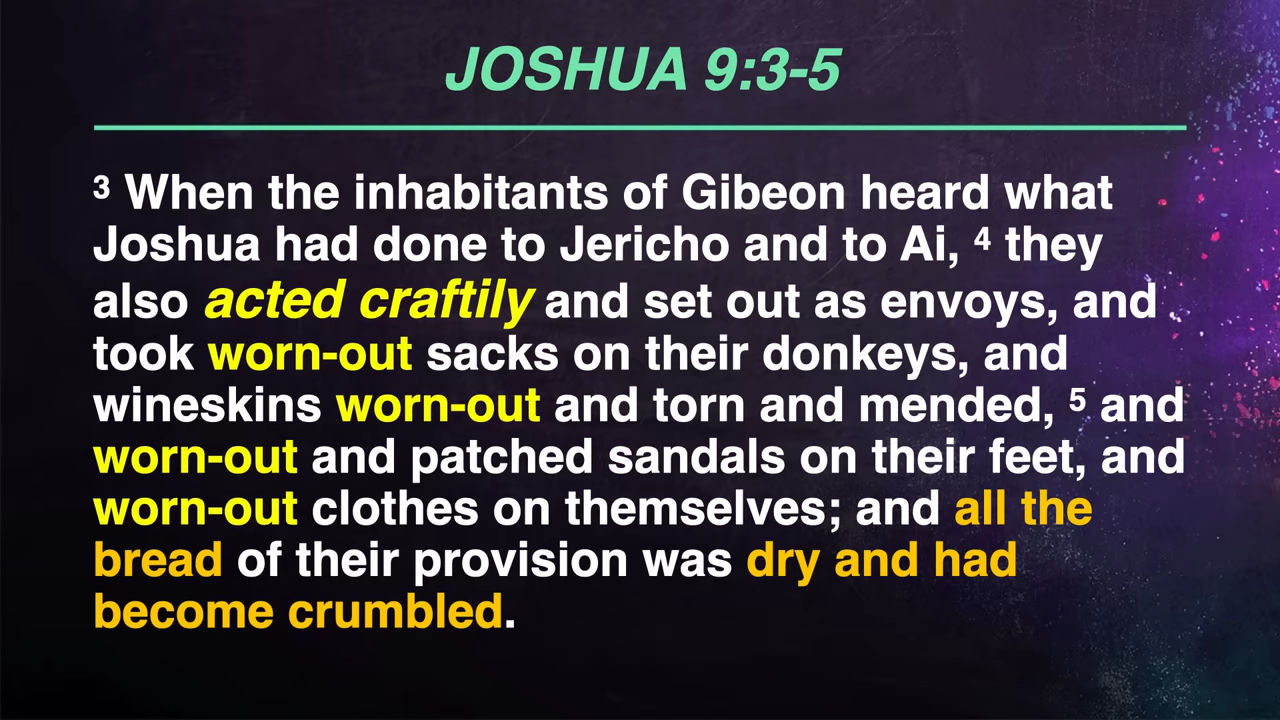 JOSHUA 9:3-5
³ When the inhabitants of Gibeon heard what
Joshua had done to Jericho and to Ai, ⁴ they
also acted craftily and set out as envoys, and
took worn-out sacks on their donkeys, and
wineskins worn-out and torn and mended, ⁵ and
worn-out and patched sandals on their feet, and
worn-out clothes on themselves; and all the
bread of their provision was dry and had
become crumbled.